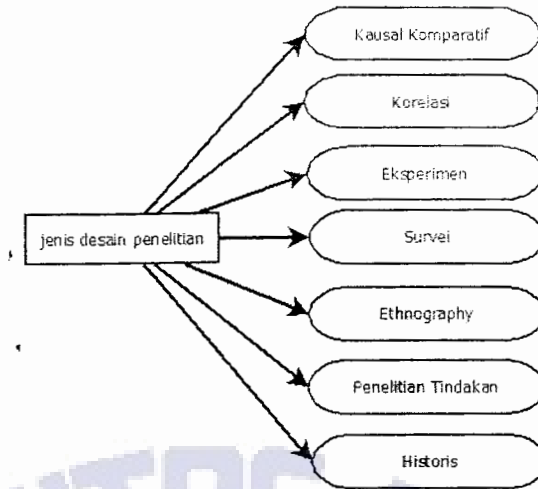 Kausal Komparatif
Korelasi
Eksperimen
jenis desain penelitian
Survei
Ethnography
Penelitian Tindakan
Historis